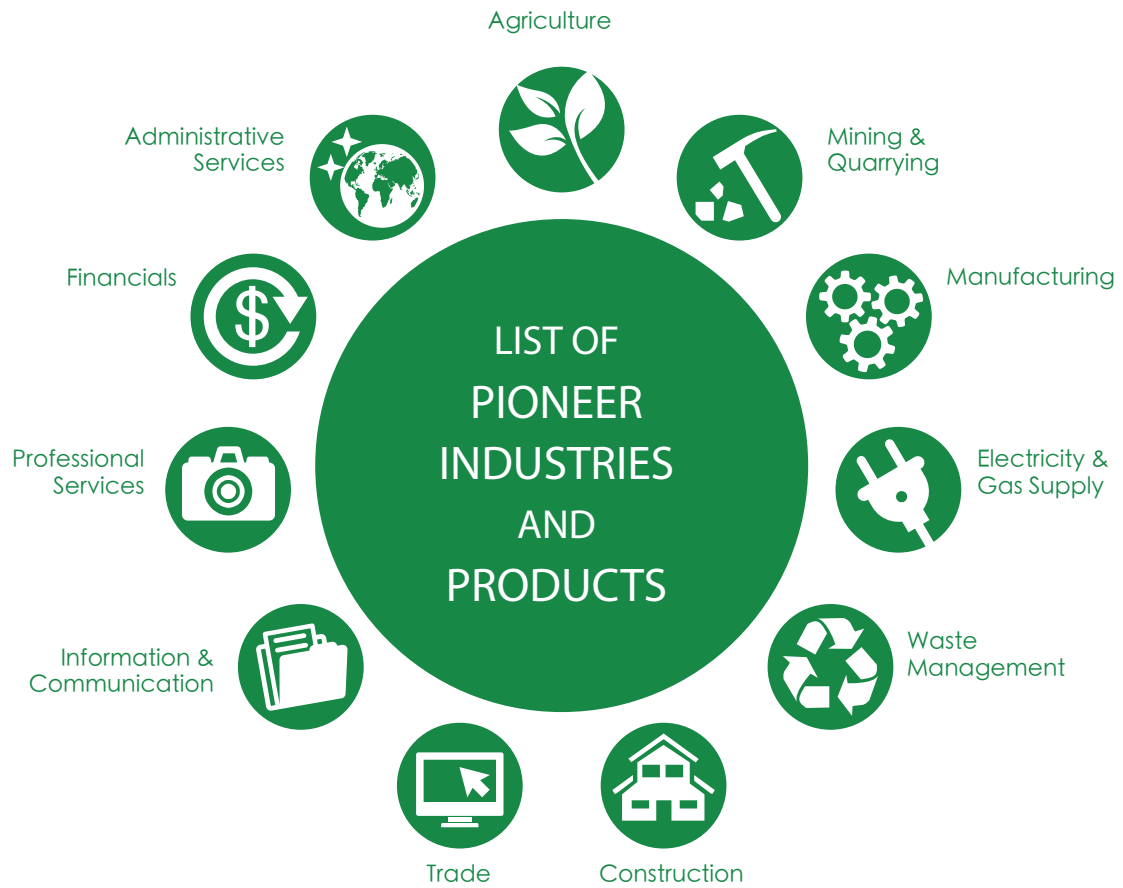 Agriculture
Mining &
Quarrying
Manufacturing
Electricity &
Gas Supply
Waste
Management
Construction
Trade
Information &
Communication
Professional
Services
Financials
$
Administrative
Services
LIST OF
PIONEER
INDUSTRIES
AND
PRODUCTS